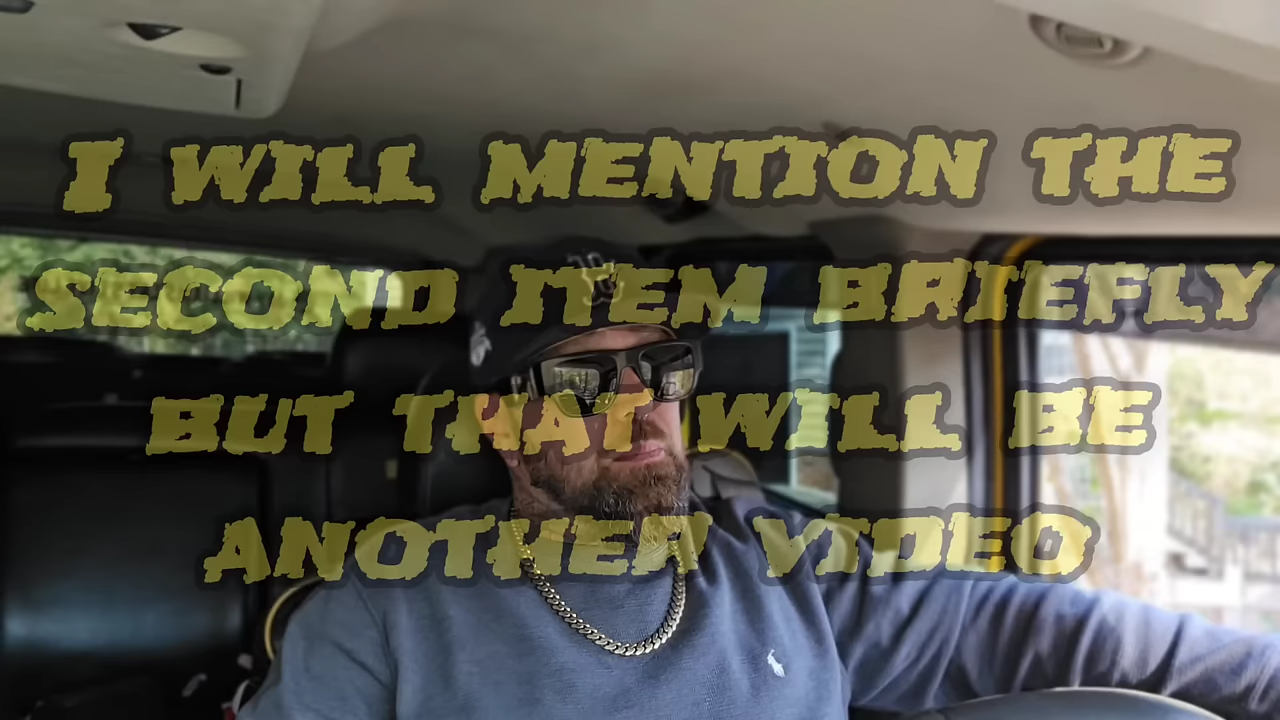 I WILL MENTION THE
SECOND ITEM BRIEFLY
BUT THAT WILL BE
ANOTHER VIDEO